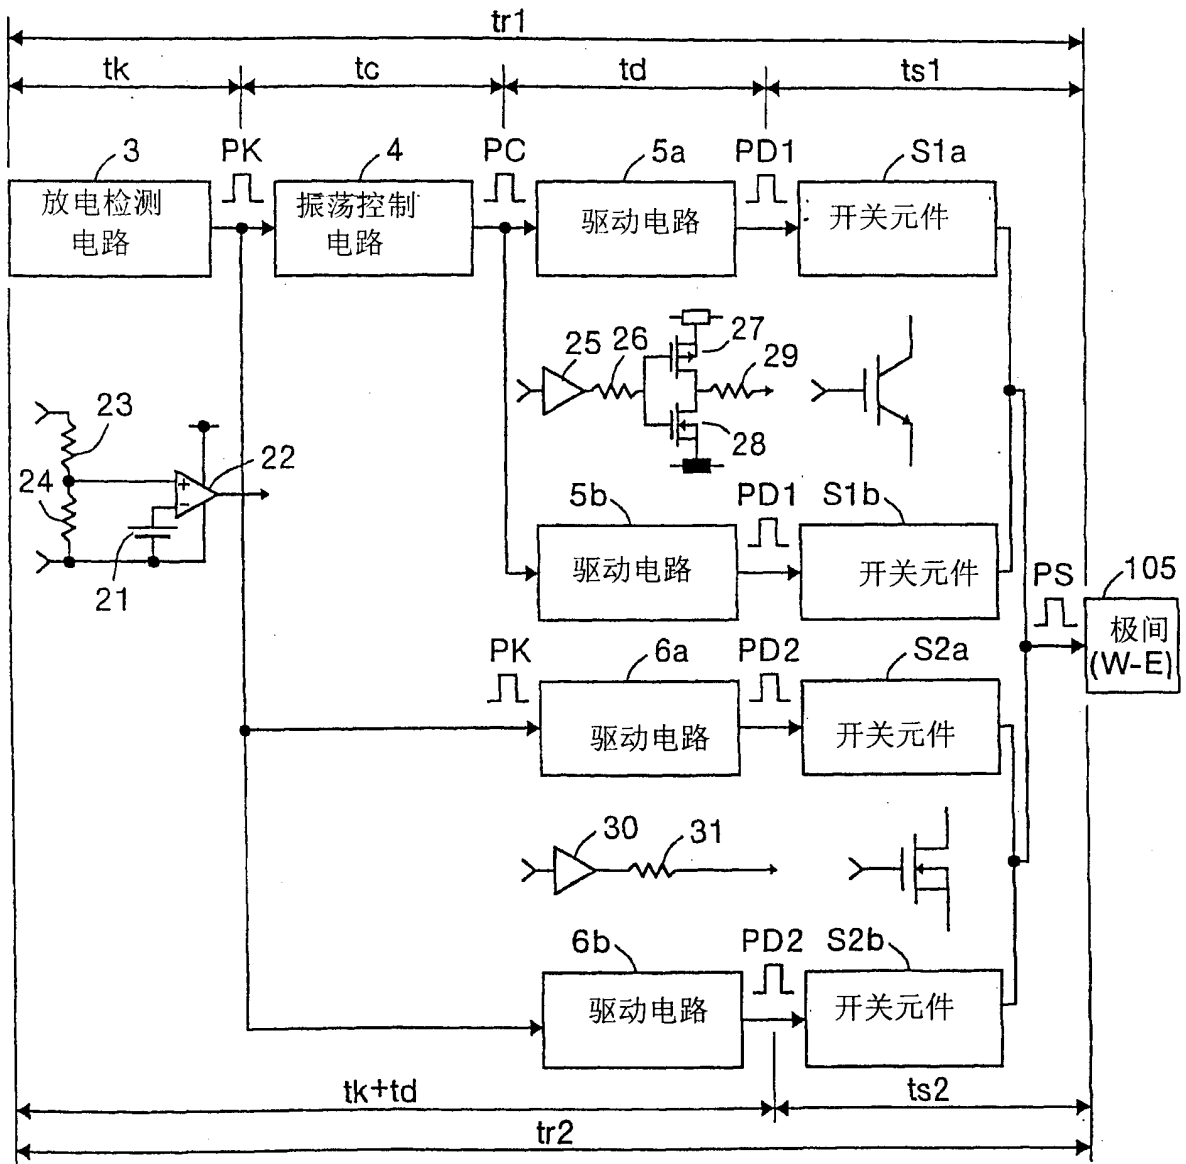 tr1
tk
tc
td
ts1
3
PK
4
PC
5a
PD1
S1a
放电检测
电路
振荡控制
电路
驱动电路
开关元件
25
26
27
29
28
23
24
22
21
5b
PD1
S1b
驱动电路
开关元件
PS
105
极间
(W-E)
PK
6a
PD2
S2a
驱动电路
开关元件
30
31
6b
PD2
S2b
驱动电路
开关元件
tk+td
ts2
tr2